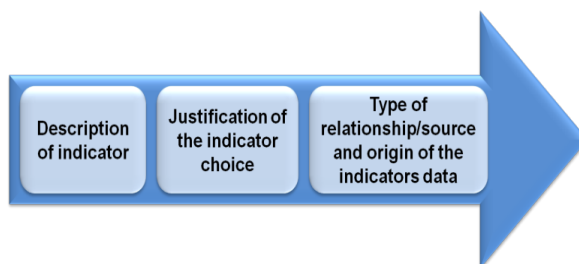 Description
of indicator
Justification of
the indicator
choice
Type of
relationship/source
and origin of the
indicators data